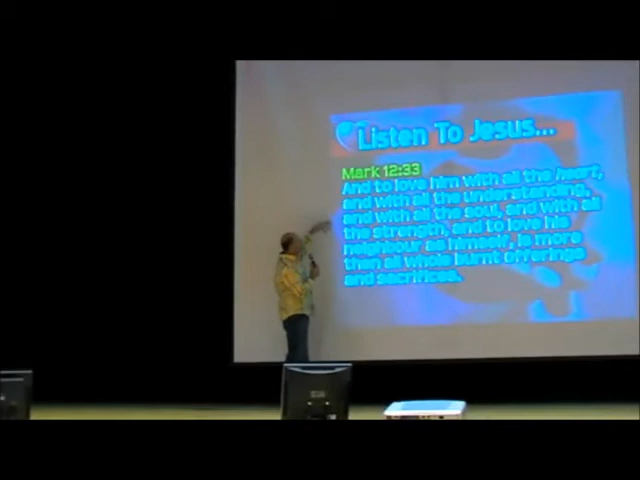 Listen To Jesus...
Mark 12:33
And to love him with all the heart,
and with all the understanding,
and with all the soul, and with all
the strength, and to love his
neighbour as himself, is more
than all whole burnt offerings
and sacrifices.